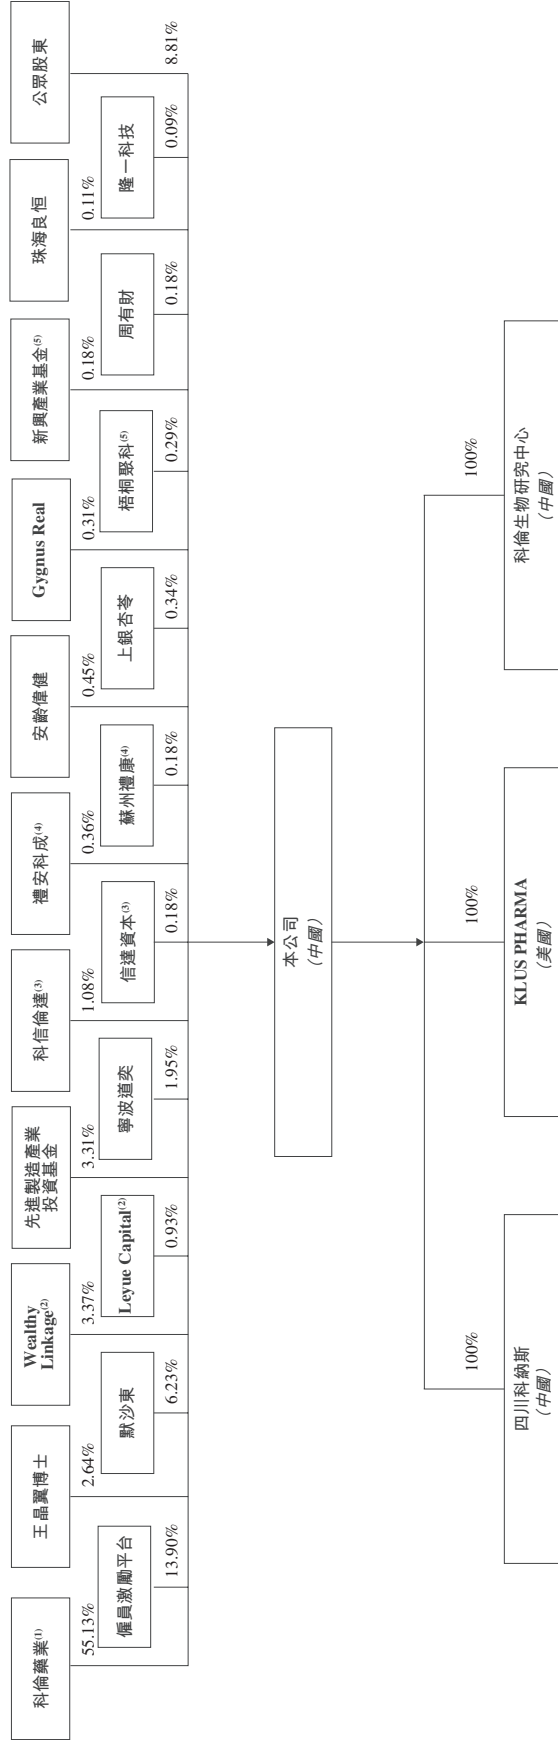 科倫藥業(1)
王晶翼博士
Wealthy
Linkage(2)
先進製造產業
投資基金
科信倫達(3)
禮安科成(4)
安齡偉健
Gygnus Real
新興產業基金(5)
珠海良恒
公眾股東
55.13%
2.64%
3.37%
3.31%
1.08%
0.36%
0.45%
0.31%
0.18%
0.11%
8.81%
僱員激勵平台
默沙東
Leyue Capital(2)
寧波道奕
信達資本(3)
蘇州禮康(4)
上銀杏苓
梧桐聚科(5)
周有財
隆一科技
13.90%
6.23%
0.93%
1.95%
0.18%
0.18%
0.34%
0.29%
0.18%
0.09%
本公司
(中國)
100%
100%
100%
四川科納斯
(中國)
KLUS PHARMA
(美國)
科倫生物研究中心
(中國)